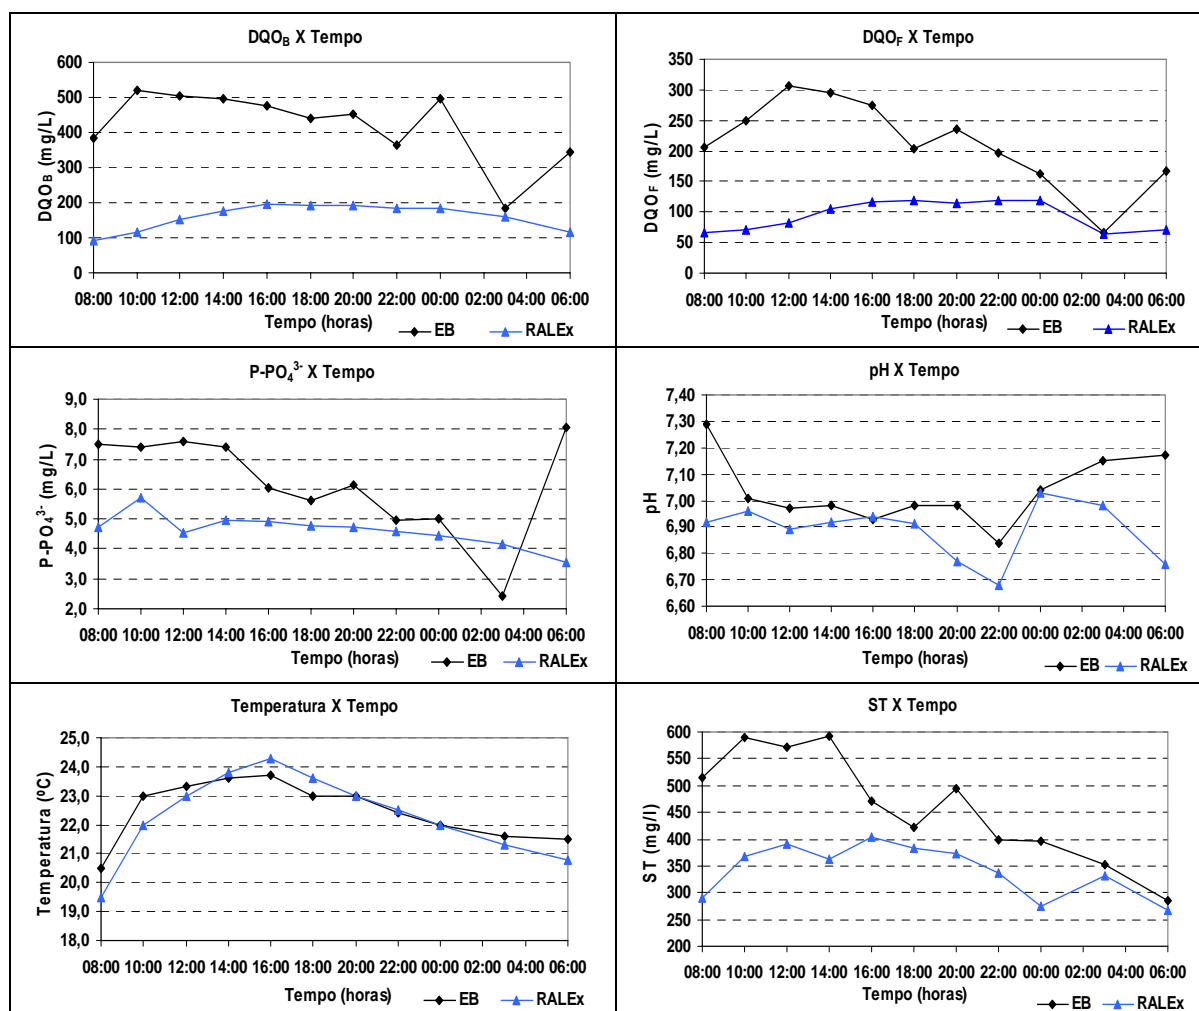 DQOB X Tempo
600
500
400
300
200
100
0
DQOB (mg/L)
08:00 10:00 12:00 14:00 16:00 18:00 20:00 22:00 00:00 02:00 04:00 06:00
Tempo (horas)
EB RALEx
DQOF X Tempo
350
300
250
200
150
100
50
0
DQOF (mg/L)
08:00 10:00 12:00 14:00 16:00 18:00 20:00 22:00 00:00 02:00 04:00 06:00
Tempo (horas)
EB RALEx
P-PO4³⁻ X Tempo
9,0
8,0
7,0
6,0
5,0
4,0
3,0
2,0
P-PO4³⁻ (mg/L)
08:00 10:00 12:00 14:00 16:00 18:00 20:00 22:00 00:00 02:00 04:00 06:00
Tempo (horas)
EB RALEx
pH X Tempo
7,40
7,30
7,20
7,10
7,00
6,90
6,80
6,70
6,60
pH
08:00 10:00 12:00 14:00 16:00 18:00 20:00 22:00 00:00 02:00 04:00 06:00
Tempo (horas)
EB RALEx
Temperatura X Tempo
25,0
24,0
23,0
22,0
21,0
20,0
19,0
18,0
Temperatura (ºC)
08:00 10:00 12:00 14:00 16:00 18:00 20:00 22:00 00:00 02:00 04:00 06:00
Tempo (horas)
EB RALEx
ST X Tempo
600
550
500
450
400
350
300
250
200
ST (mg/l)
08:00 10:00 12:00 14:00 16:00 18:00 20:00 22:00 00:00 02:00 04:00 06:00
Tempo (horas)
EB RALEx